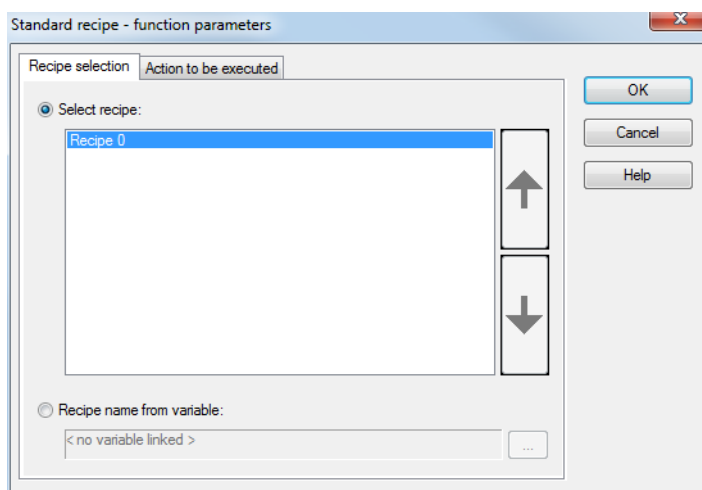 Standard recipe - function parameters
Recipe selection
Action to be executed
OK
Select recipe:
Cancel
Recipe 0
Help
Recipe name from variable:
< no variable linked >
...